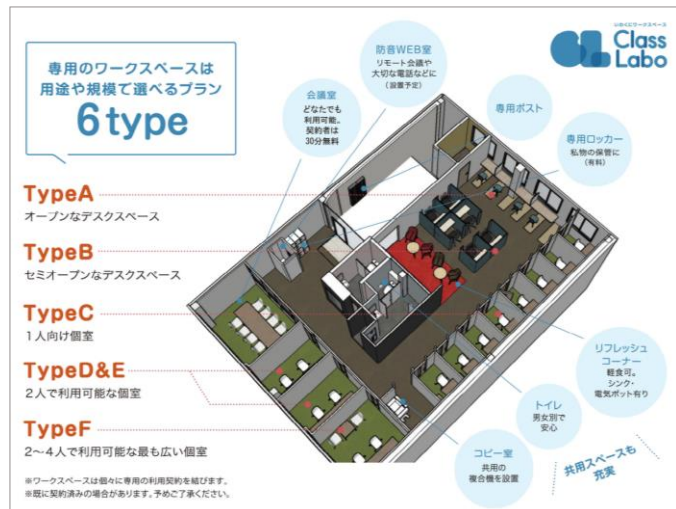 専用のワークスペースは
用途や規模で選べるプラン
6type
TypeA
オープンなデスクスペース
TypeB
セミオープンなデスクスペース
TypeC
1人向け個室
TypeD&E
2人で利用可能な個室
TypeF
2〜4人で利用可能な最も広い個室
※ワークスペースは個々に専用の利用契約を結びます。
※既に契約済みの場合があります。予めご了承ください。
会議室
どなたでも
利用可能。
契約者は
30分無料
防音WEB室
リモート会議や
大切な電話などに
(設置予定)
専用ポスト
専用ロッカー
私物の保管に
(有料)
Class
Labo
リフレッシュ
コーナー
軽食可。
シンク・
電気ポット有り
トイレ
男女別で
安心
コピー室
共用の
複合機を設置
共用スペースも
充実